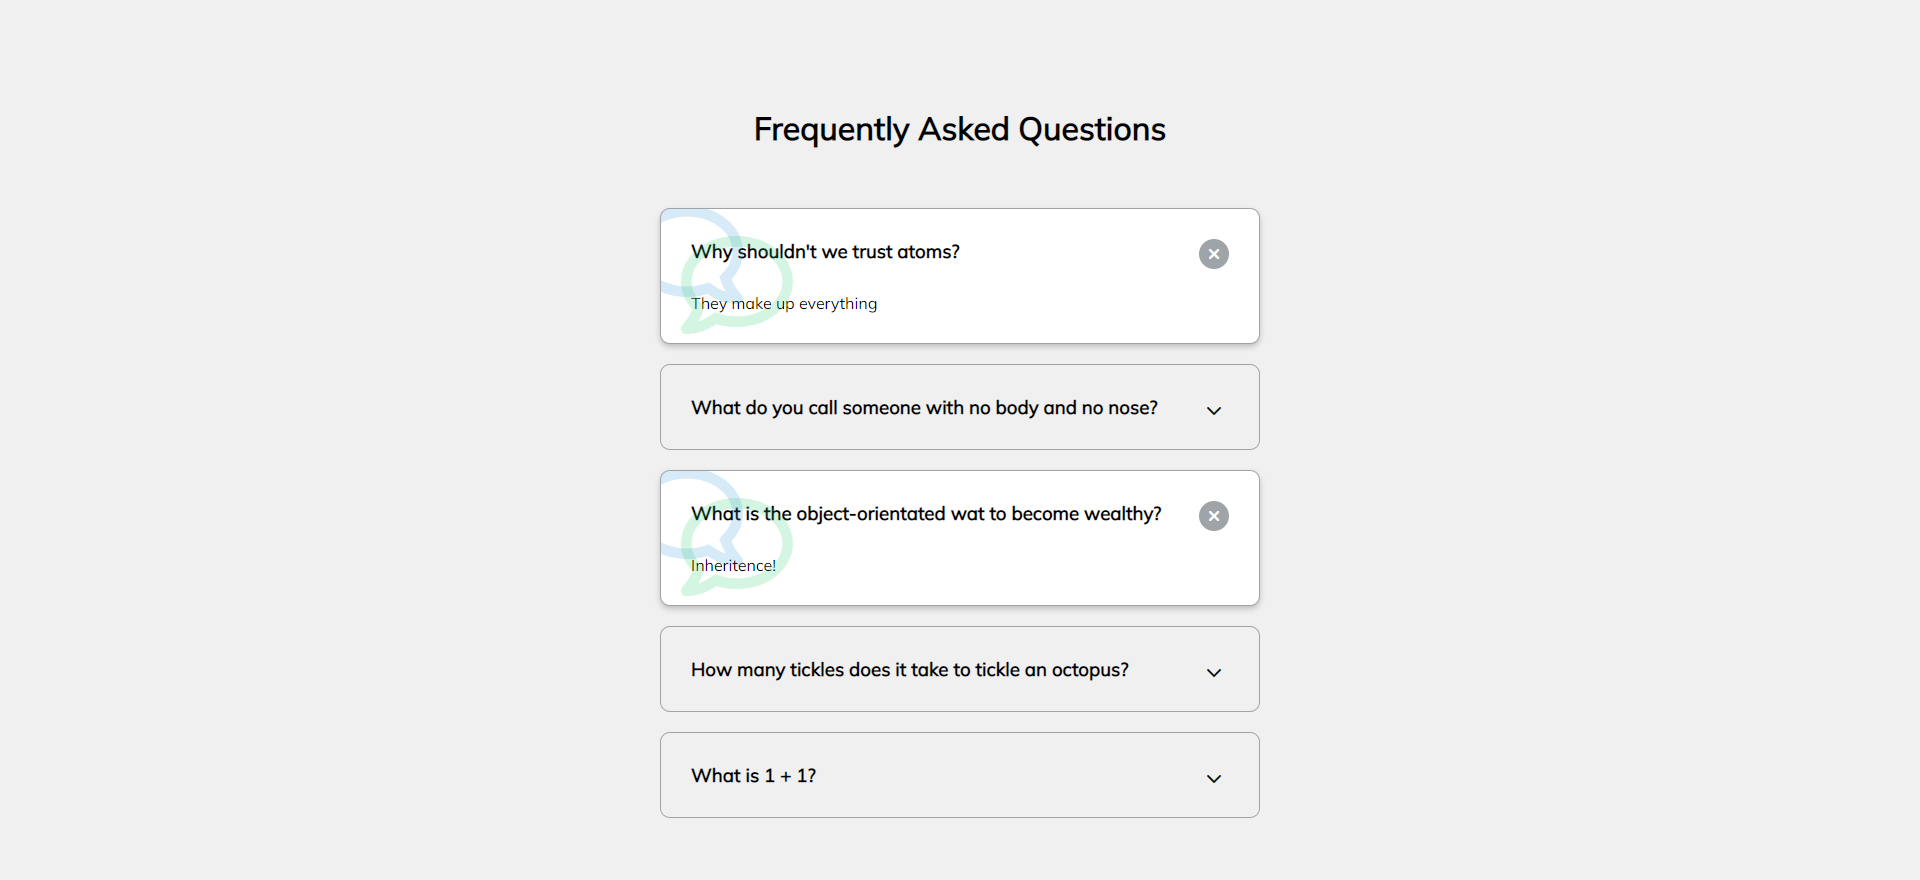 Frequently Asked Questions
Why shouldn't we trust atoms?
They make up everything
What do you call someone with no body and no nose?
What is the object-orientated wat to become wealthy?
Inheritence!
How many tickles does it take to tickle an octopus?
What is 1 + 1?